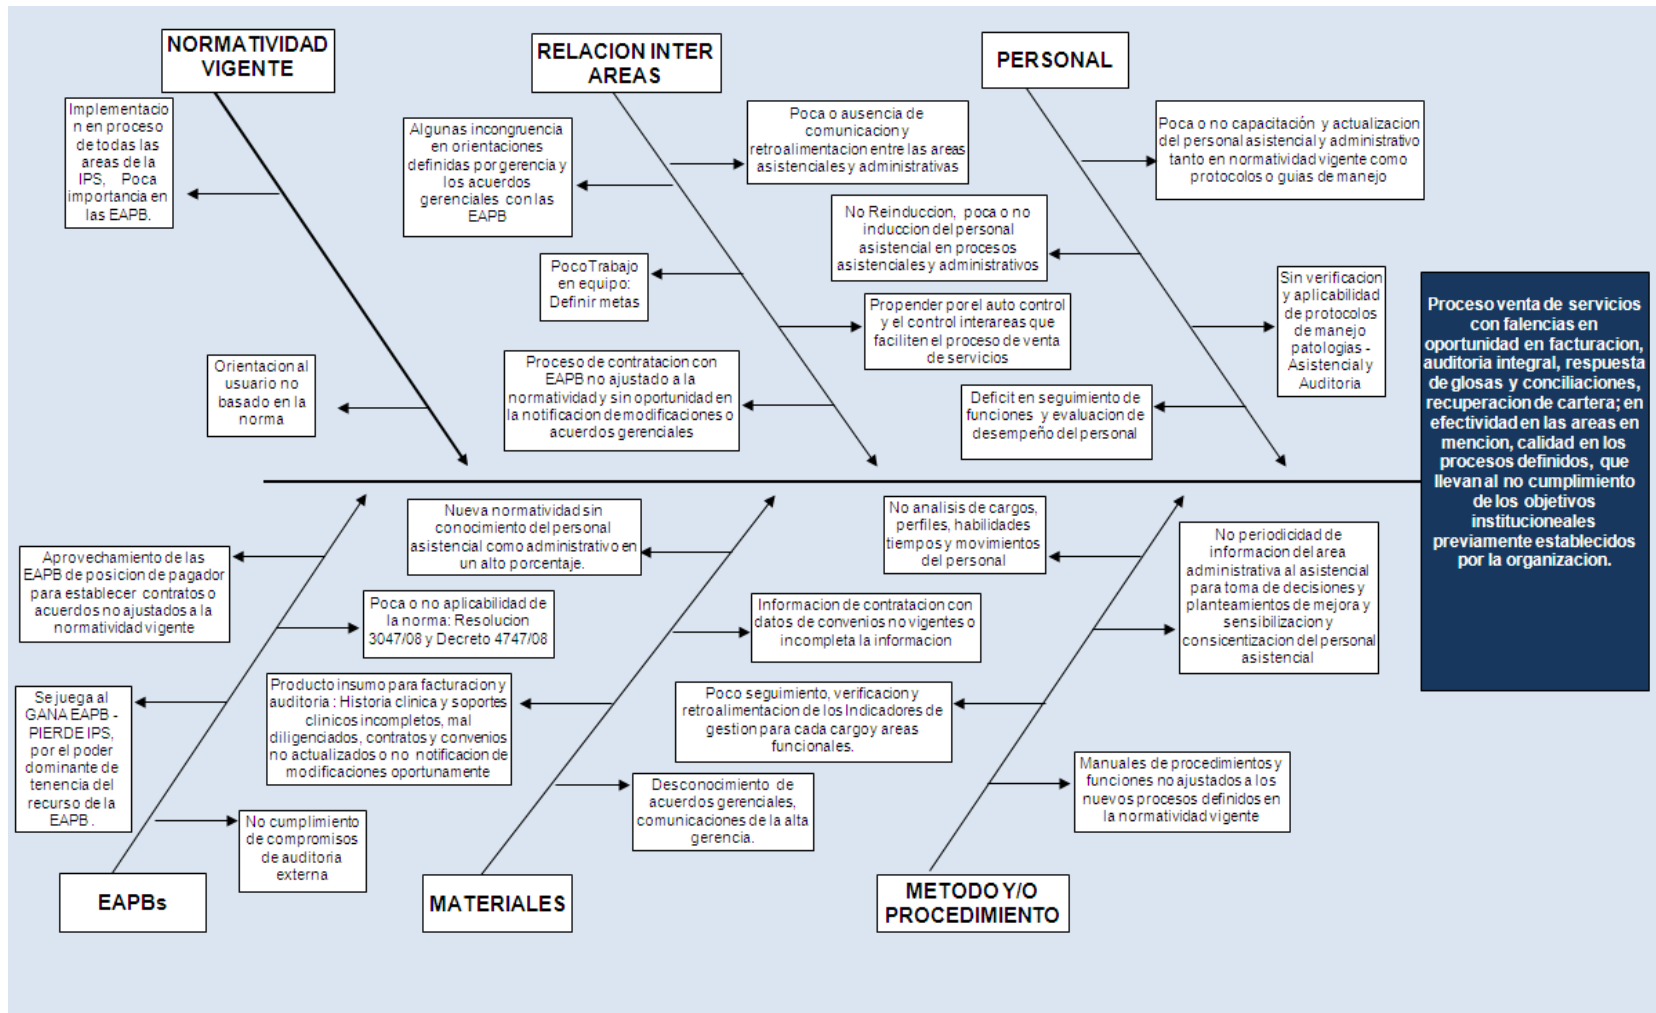 NORMATIVIDAD
VIGENTE
RELACION INTER
AREAS
PERSONAL
Implementacio
n en proceso
de todas las
areas de la
IPS, Poca
importancia en
las EAPB.
Orientacion al
usuario no
basado en la
norma
Algunas incongruencia
en orientaciones
definidas por gerencia y
los acuerdos
gerenciales con las
EAPB
Poca o ausencia de
comunicacion y
retroalimentacion entre las areas
asistenciales y administrativas
Poco Trabajo
en equipo:
Definir metas
Propender por el auto control
y el control interareas que
faciliten el proceso de venta
de servicios
Proceso de contratacion con
EAPB no ajustado a la
normatividad y sin oportunidad en
la notificacion de modificaciones o
acuerdos gerenciales
Poca o no capacitación y actualizacion
del personal asistencial y administrativo
tanto en normatividad vigente como
protocolos o guias de manejo
No Reinduccion, poca o no
induccion del personal
asistencial en procesos
asistenciales y administrativos
Sin verificacion
y aplicabilidad
de protocolos
de manejo
patologias -
Asistencial y
Auditoria
Deficit en seguimiento de
funciones y evaluacion de
desempeño del personal
Proceso venta de servicios
con falencias en
oportunidad en facturacion,
auditoria integral, respuesta
de glosas y conciliaciones,
recuperacion de cartera; en
efectividad en las areas en
mencion, calidad en los
procesos definidos, que
llevan al no cumplimiento
de los objetivos
institucioneales
previamente establecidos
por la organizacion.
Aprovechamiento de las
EAPB de posicion de pagador
para establecer contratos o
acuerdos no ajustados a la
normatividad vigente
Poca o no aplicabilidad de
la norma: Resolucion
3047/08 y Decreto 4747/08
Se juega al
GANA EAPB -
PIERDE IPS,
por el poder
dominante de
tenencia del
recurso de la
EAPB .
No cumplimiento
de compromisos
de auditoria
externa
Nueva normatividad sin
conocimiento del personal
asistencial como administrativo en
un alto porcentaje.
Informacion de contratacion con
datos de convenios no vigentes o
incompleta la informacion
Producto insumo para facturacion y
auditoria : Historia clinica y soportes
clinicos incompletos, mal
diligenciados, contratos y convenios
no actualizados o no notificacion de
modificaciones oportunamente
Desconocimiento de
acuerdos gerenciales,
comunicaciones de la alta
gerencia.
No analisis de cargos,
perfiles, habilidades
tiempos y movimientos
del personal
No periodicidad de
informacion del area
administrativa al asistencial
para toma de decisiones y
planteamientos de mejora y
sensibilizacion y
consicentizacion del personal
asistencial
Poco seguimiento, verificacion y
retroalimentacion de los Indicadores de
gestion para cada cargo y areas
funcionales.
Manuales de procedimientos y
funciones no ajustados a los
nuevos procesos definidos en
la normatividad vigente
EAPBs
MATERIALES
METODO Y/O
PROCEDIMIENTO